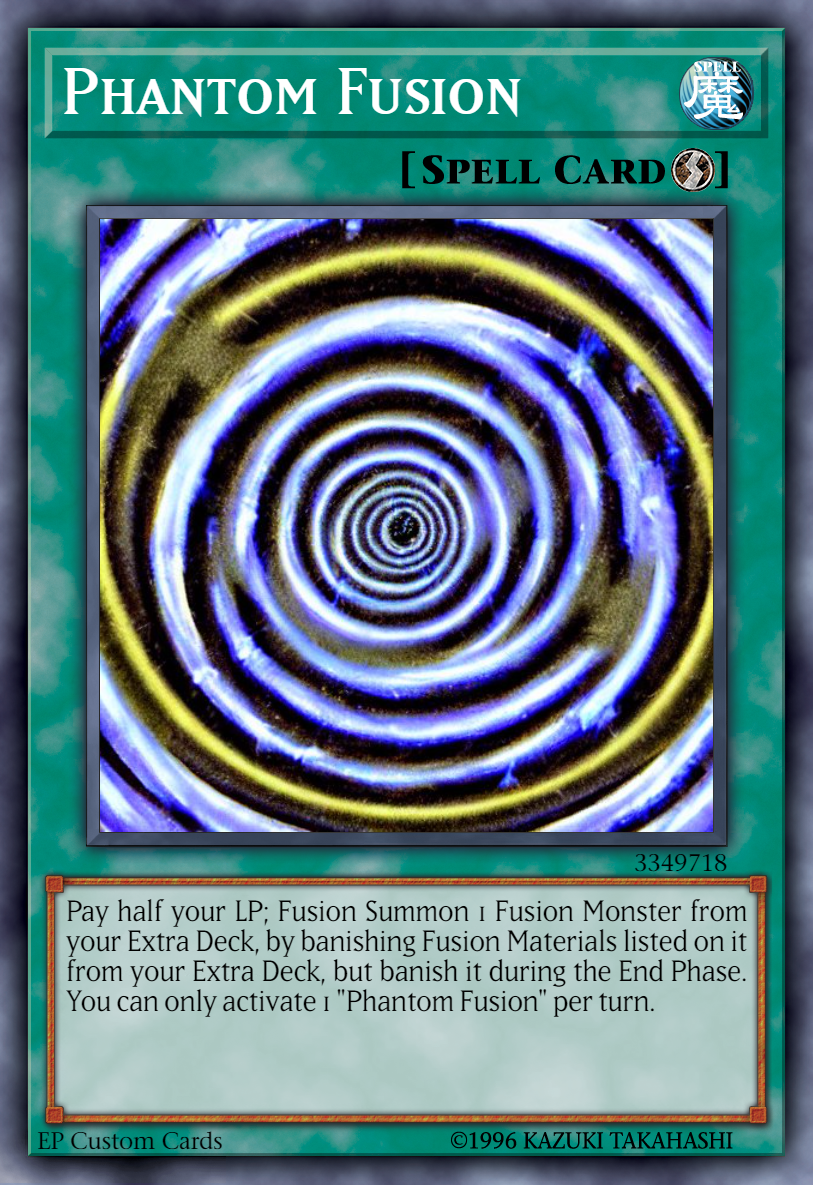 Phantom Fusion
SPELL
魔
[Spell Card]
3349718
Pay half your LP; Fusion Summon 1 Fusion Monster from
your Extra Deck, by banishing Fusion Materials listed on it
from your Extra Deck, but banish it during the End Phase.
You can only activate 1 "Phantom Fusion" per turn.
EP Custom Cards
©1996 KAZUKI TAKAHASHI